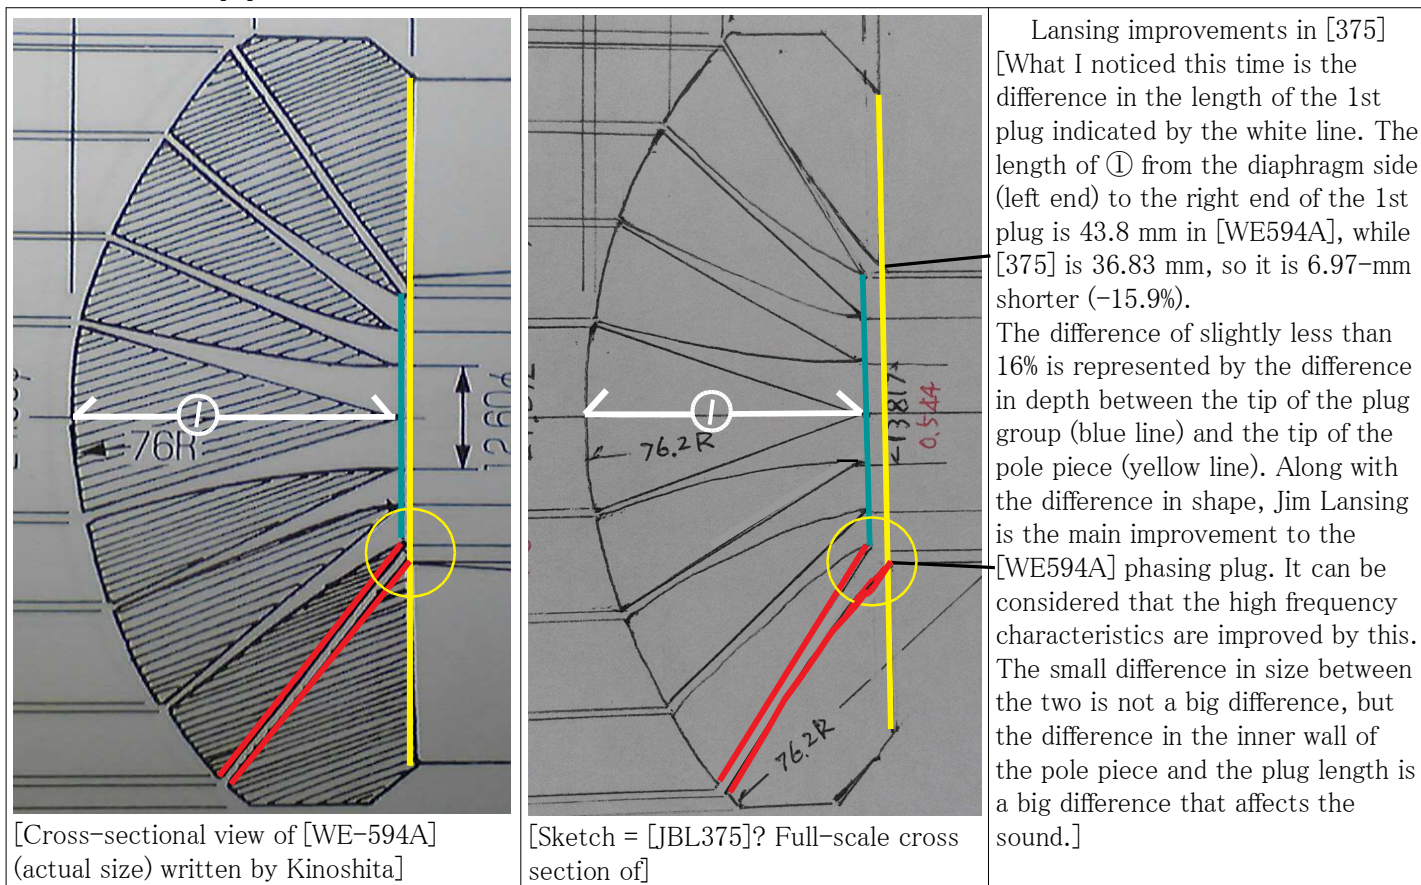 76R
①
12.606
[Cross-sectional view of [WE-594A]
(actual size) written by Kinoshita]
76.2R
①
13.817
0.544
76.2R
[Sketch = [JBL375]? Full-scale cross
section of]
Lansing improvements in [375]
[What I noticed this time is the
difference in the length of the 1st
plug indicated by the white line. The
length of ① from the diaphragm side
(left end) to the right end of the 1st
plug is 43.8 mm in [WE594A], while
[375] is 36.83 mm, so it is 6.97-mm
shorter (-15.9%).
The difference of slightly less than
16% is represented by the difference
in depth between the tip of the plug
group (blue line) and the tip of the
pole piece (yellow line). Along with
the difference in shape, Jim Lansing
is the main improvement to the
[WE594A] phasing plug. It can be
considered that the high frequency
characteristics are improved by this.
The small difference in size between
the two is not a big difference, but
the difference in the inner wall of
the pole piece and the plug length is
a big difference that affects the
sound.]